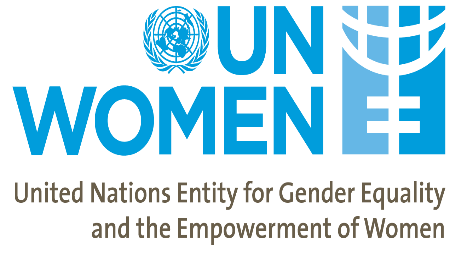 UN
WOMEN
United Nations Entity for Gender Equality
and the Empowerment of Women